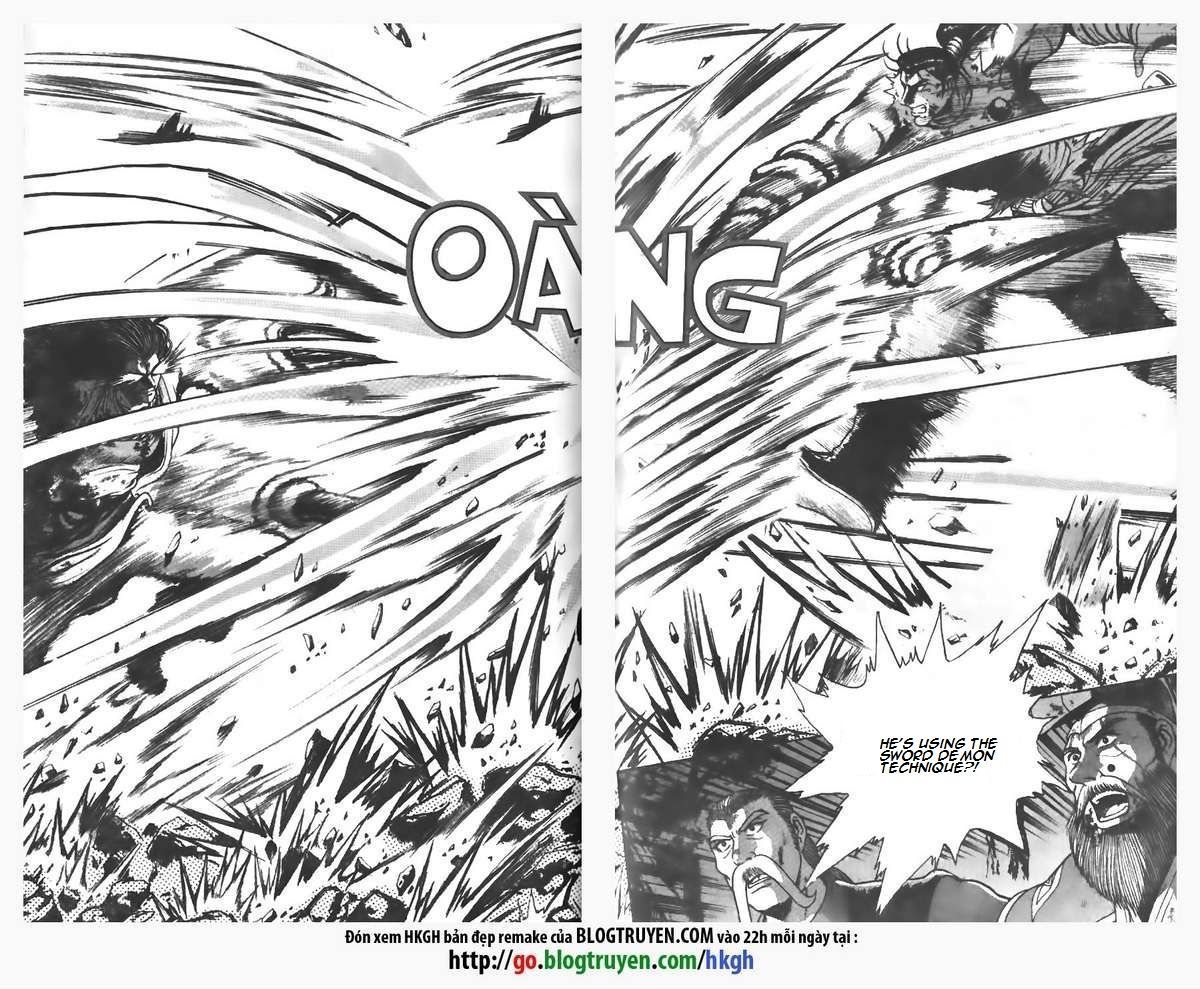 OÀNG
HE'S USING THE
SWORD DEMON
TECHNIQUE?!
Đón xem HKGH bản đẹp remake của BLOGTRUYEN.COM vào 22h mỗi ngày tại :
http://go.blogtruyen.com/hkgh